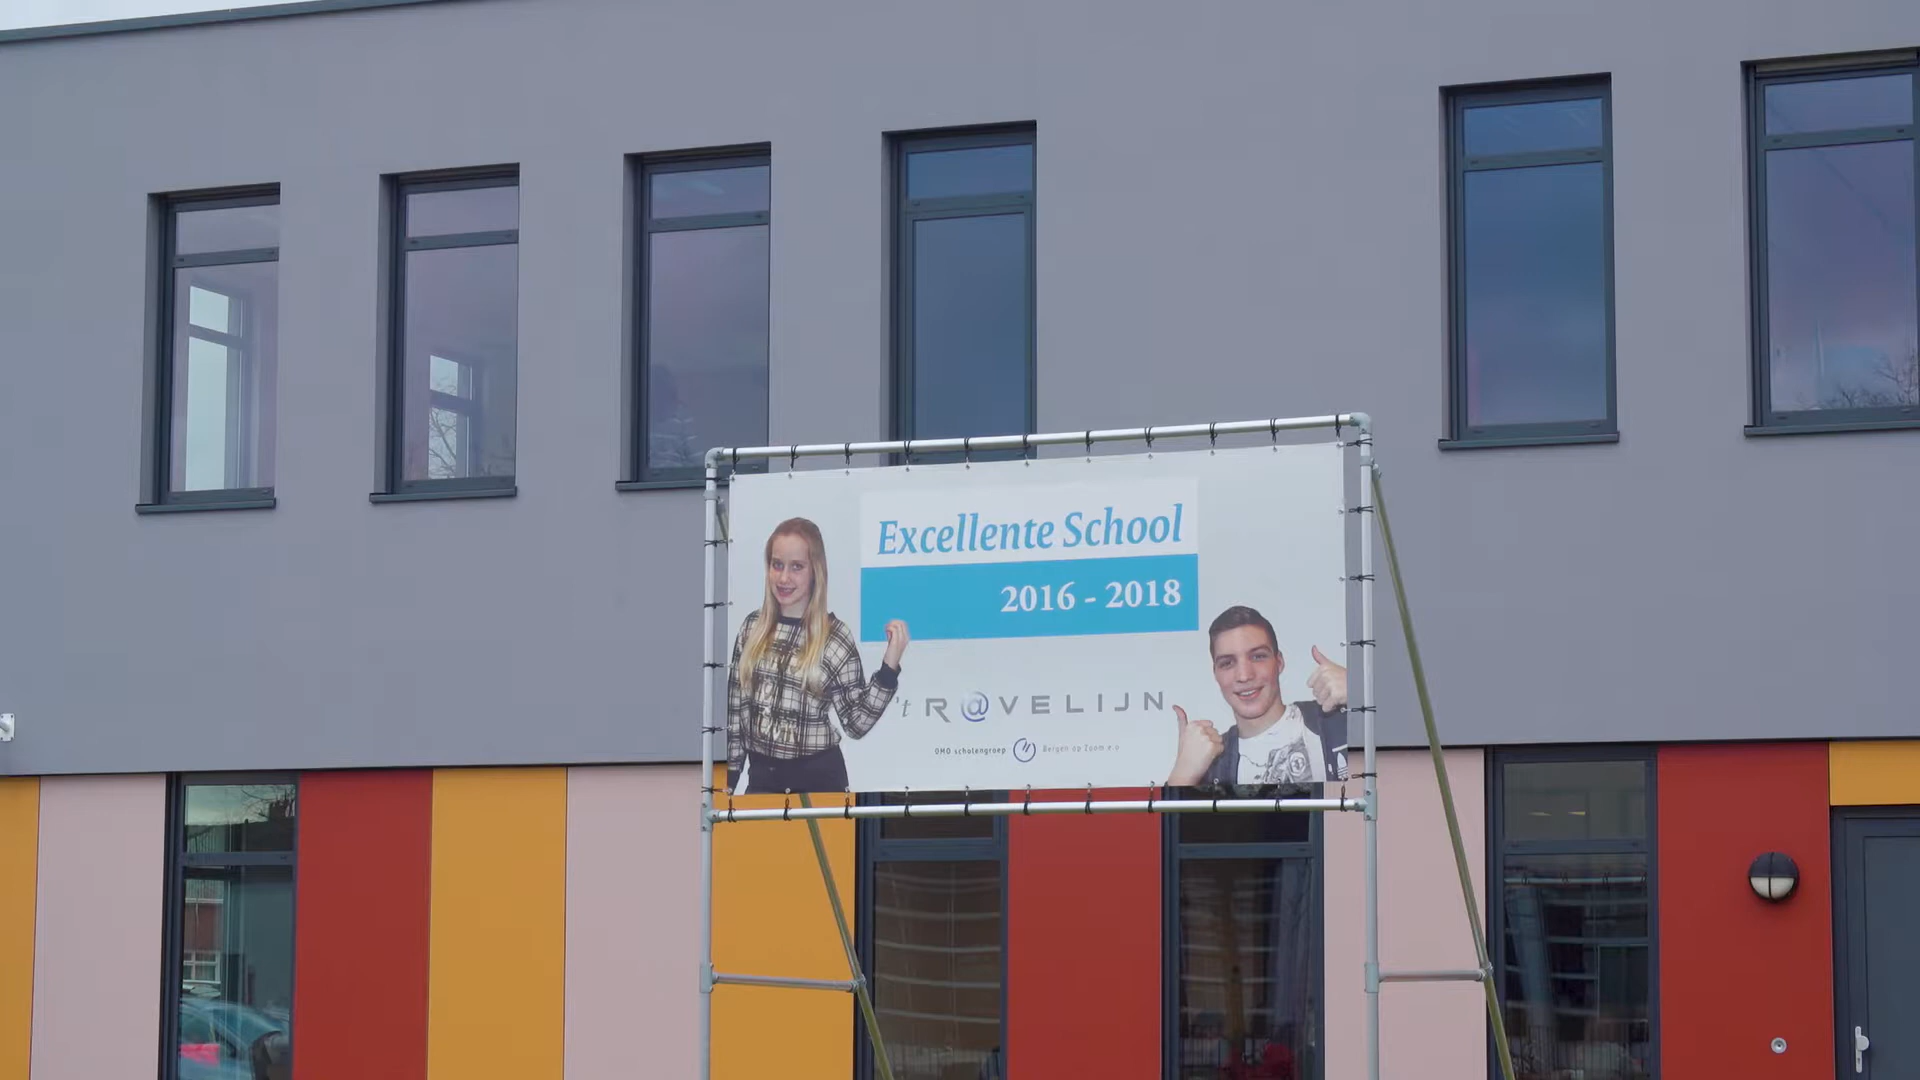 Excellente School
2016 - 2018
't R@VELIJN
OMO scholengroep Bergen op Zoom e.o.